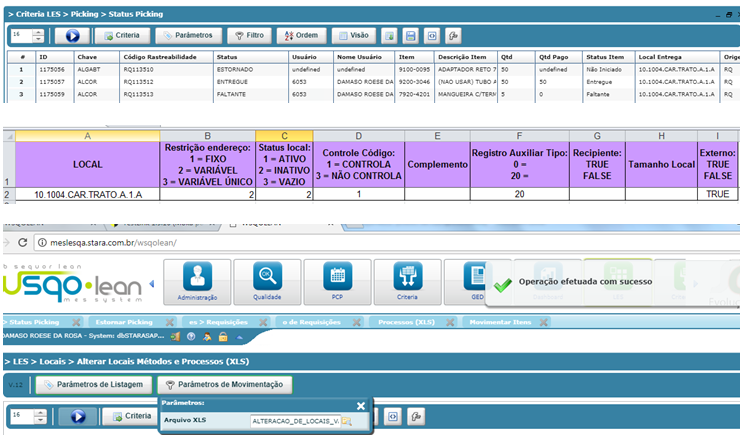 > Criteria LES > Picking > Status Picking
16 Criteria Parâmetros Filtro Ordem Visão
# ID Chave Código Rastreabilidade Status Usuário Nome Usuário Item Descrição Item Qtd Qtd Pago Status Item Local Entrega Orige
1 1175056 ALGABT RQ113510 ESTORNADO undefined undefined 9100-0095 ADAPTADOR RETO 7 50 undefined Não Iniciado 10.1004.CAR.TRATO.A.1.A RQ
2 1175057 ALCOR RQ113512 ENTREGUE 6053 DAMASO ROESE DA 9200-3046 (NAO USAR) TUBO A 50 50 Entregue 10.1004.CAR.TRATO.A.1.A RQ
3 1175059 ALCOR RQ113513 FALTANTE 6053 DAMASO ROESE DA 7920-4201 MANGUEIRA C/TERM 5 0 Faltante 10.1004.CAR.TRATO.A.1.A RQ
A B C D E F G H I
1 LOCAL Restrição endereço: 1 = FIXO 2 = VARIÁVEL 3 = VARIÁVEL ÚNICO Status local: 1 = ATIVO 2 = INATIVO 3 = VAZIO Controle Código: 1 = CONTROLA 3 = NÃO CONTROLA Complemento Registro Auxiliar Tipo: 0 = 20 = Recipiente: TRUE FALSE Tamanho Local Externo: TRUE FALSE
2 10.1004.CAR.TRATO.A.1.A 2 2 1 20 TRUE
meslesqa.stara.com.br/wsqolean/
b sequor lean
usqo·lean
mes system
Administração Qualidade PCP Criteria GED
Operação efetuada com sucesso
> Status Picking Estornar Picking es > Requisições o de Requisições Processos (XLS) Movimentar Itens
DAMASO ROESE DA ROSA - System: dbSTARASAP...
> LES > Locais > Alterar Locais Métodos e Processos (XLS)
V.12 Parâmetros de Listagem Parâmetros de Movimentação
Parâmetros:
16 Criteria
Arquivo XLS ALTERACAO_DE_LOCAIS_V.